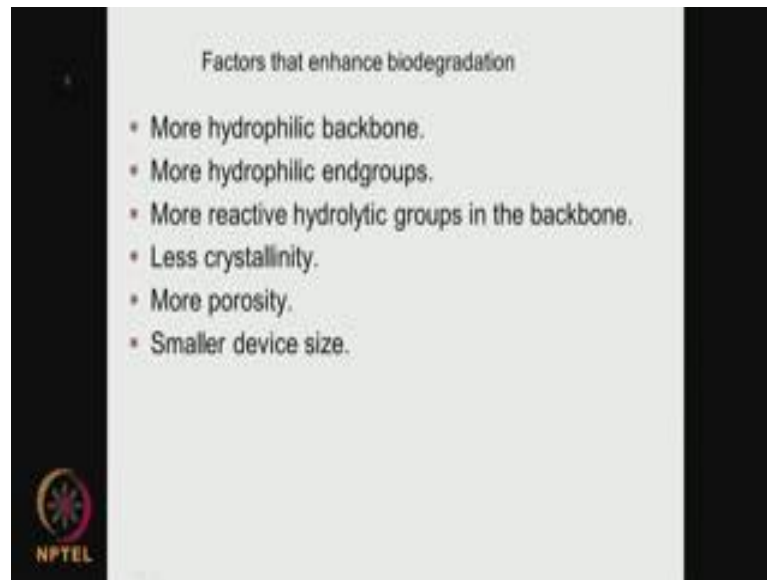 Factors that enhance biodegradation
• More hydrophilic backbone.
• More hydrophilic endgroups.
• More reactive hydrolytic groups in the backbone.
• Less crystallinity.
• More porosity.
• Smaller device size.
NPTEL